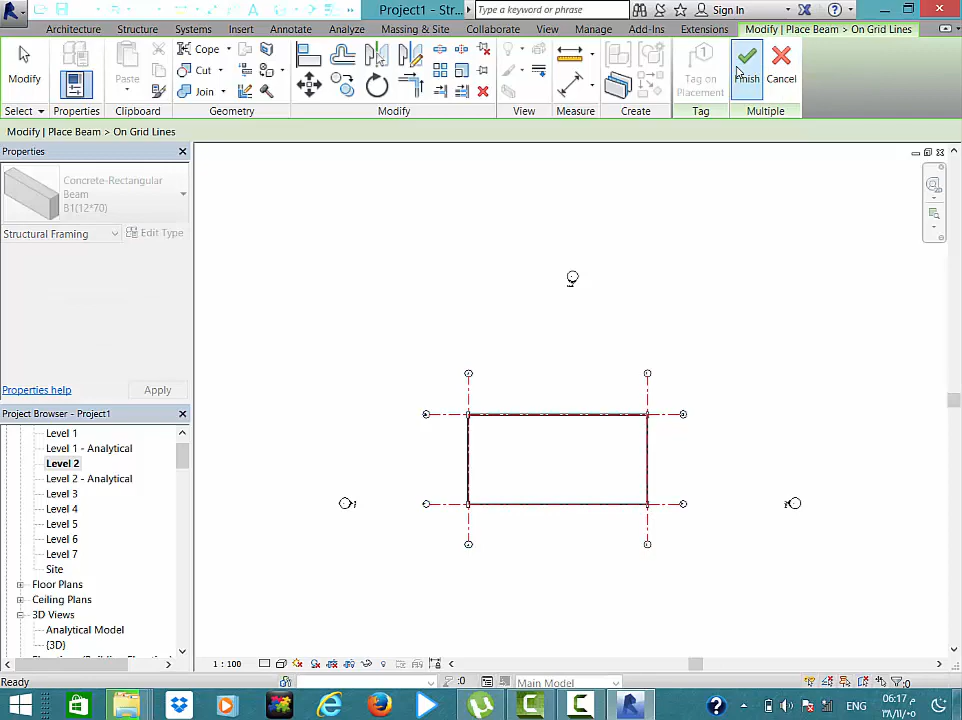 Project1 - Str...
Type a keyword or phrase
Sign In
Architecture
Structure
Systems
Insert
Annotate
Analyze
Massing & Site
Collaborate
View
Manage
Add-Ins
Extensions
Modify | Place Beam > On Grid Lines
Modify
Paste
Cope
Cut
Join
Tag on
Placement
Finish
Cancel
Select
Properties
Clipboard
Geometry
Modify
View
Measure
Create
Tag
Multiple
Modify | Place Beam > On Grid Lines
Properties
Concrete-Rectangular
Beam
B1(12*70)
Structural Framing
Edit Type
Properties help
Apply
Project Browser - Project1
Level 1
Level 1 - Analytical
Level 2
Level 2 - Analytical
Level 3
Level 4
Level 5
Level 6
Level 7
Site
Floor Plans
Ceiling Plans
3D Views
Analytical Model
{3D}
1 : 100
Ready
:0
Main Model
:0
ENG
06:17 م